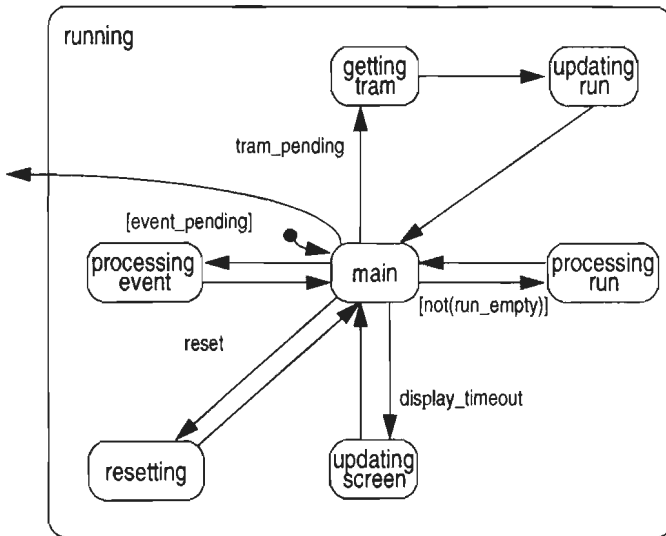 running
getting
tram
updating
run
tram_pending
[event_pending]
processing
event
main
processing
run
[not(run_empty)]
reset
display_timeout
resetting
updating
screen